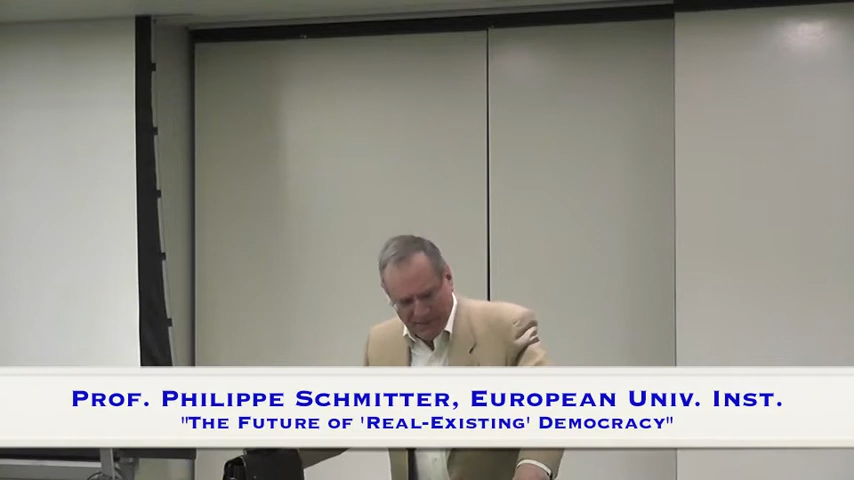 Prof. Philippe Schmitter, European Univ. Inst.
"The Future of 'Real-Existing' Democracy"